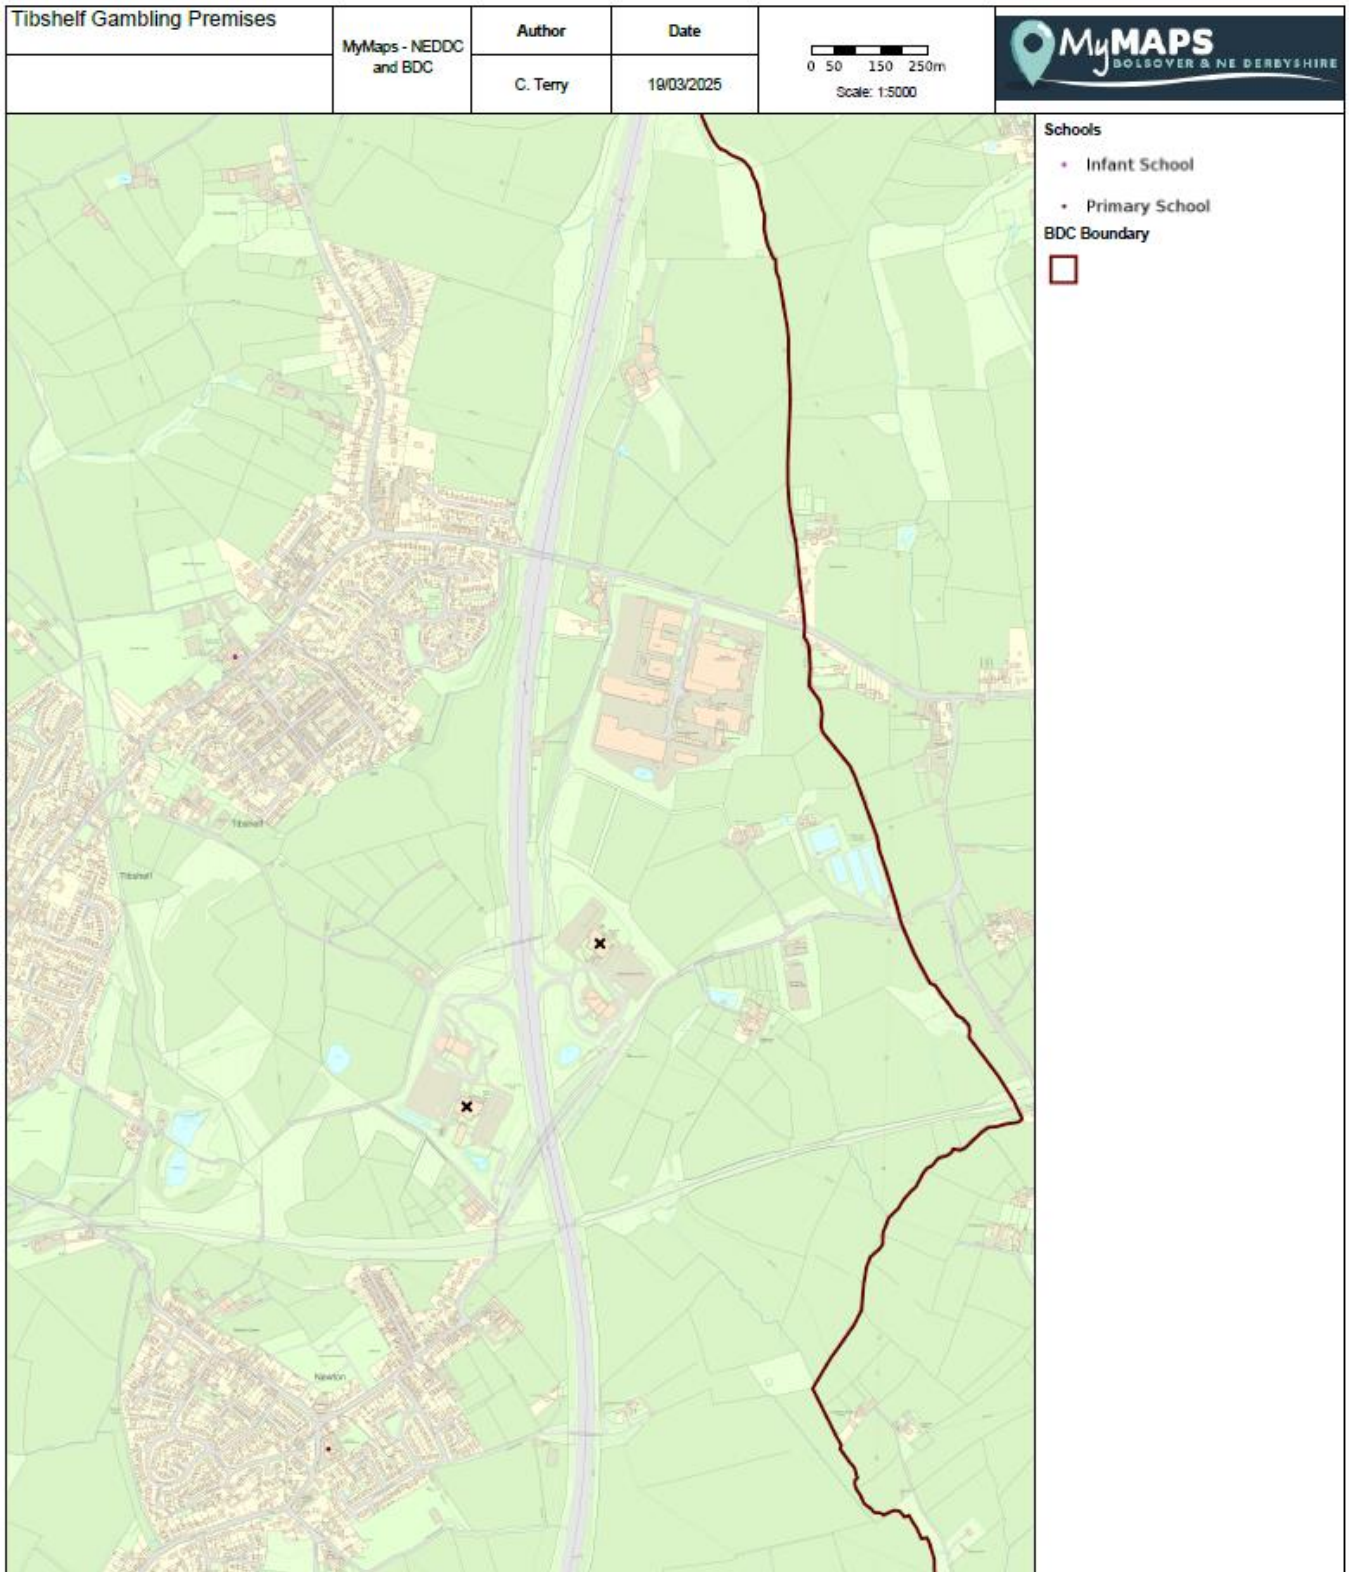 Tibshelf Gambling Premises
MyMaps - NEDDC
and BDC
Author
C. Terry
Date
19/03/2025
0 50 150 250m
Scale: 1:5000
MyMAPS
BOLSOVER & NE DERBYSHIRE
Schools
Infant School
Primary School
BDC Boundary
Tibshelf
Tibshelf
Newton